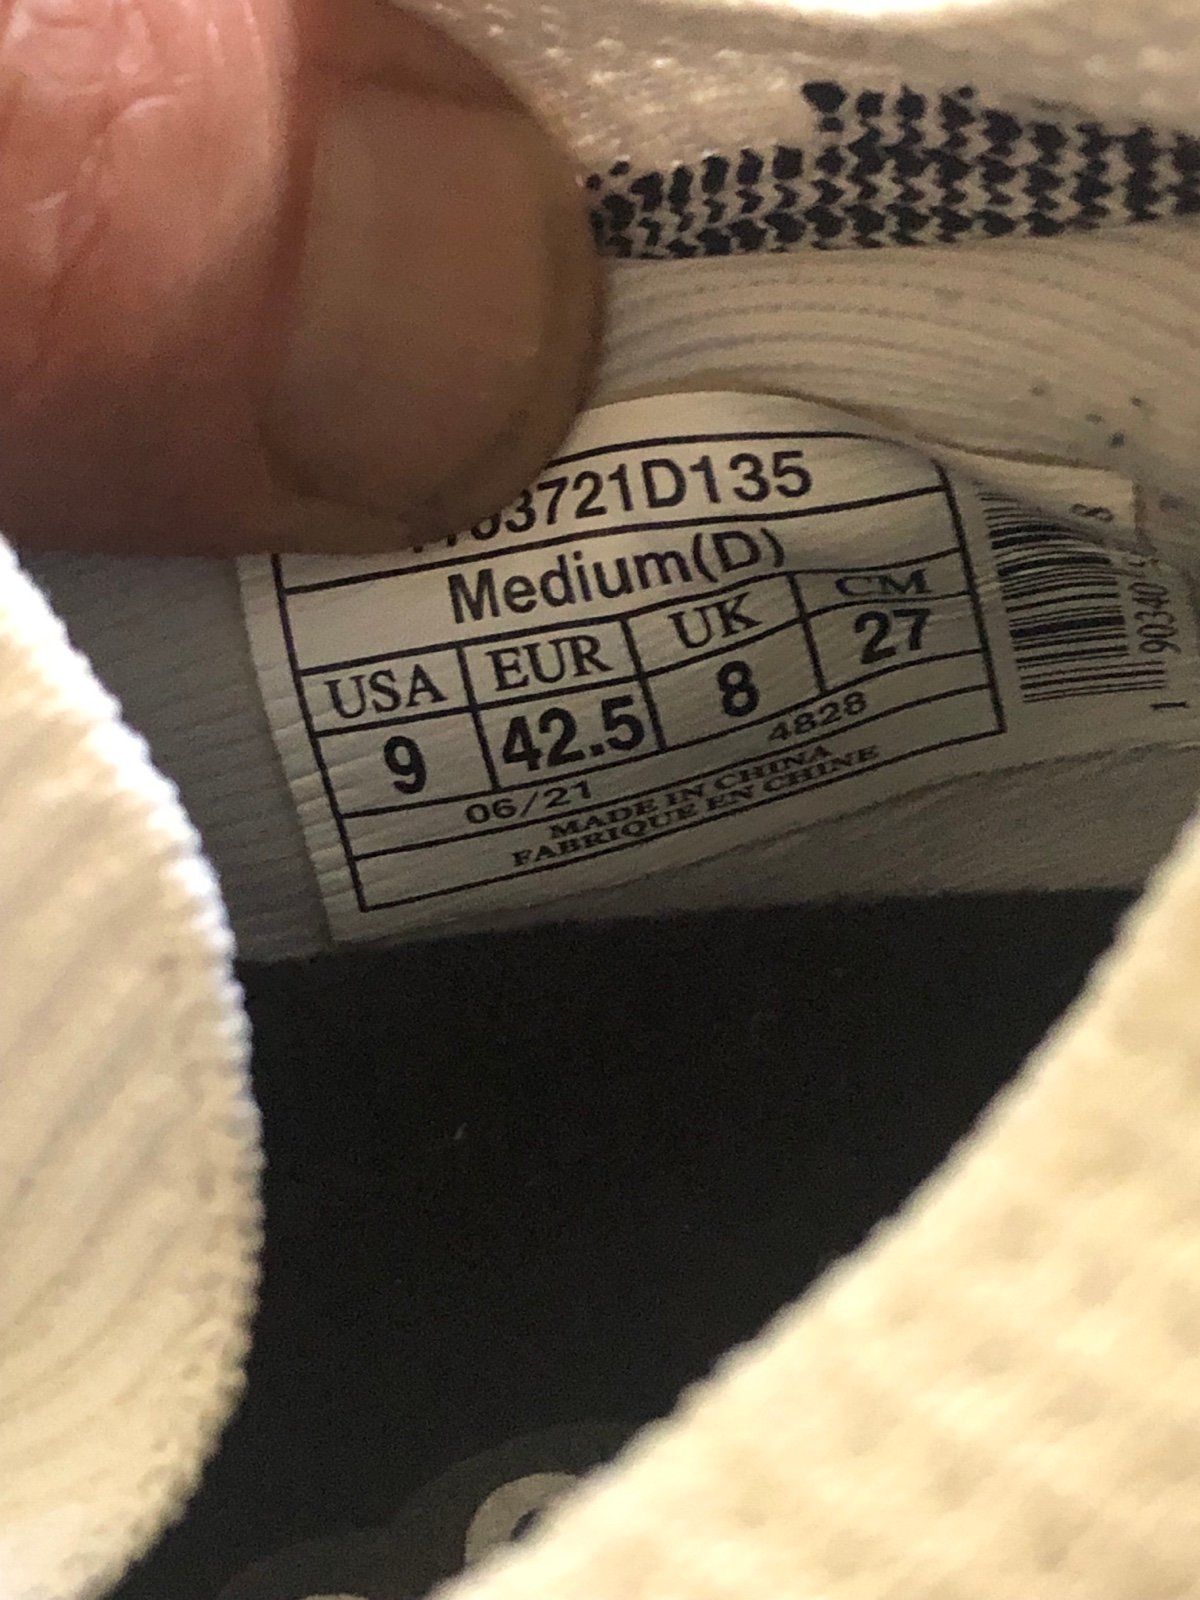 3721D135
Medium(D)
USA EUR UK CM
9 42.5 8 27
06/21 4828
MADE IN CHINA
FABRIQUE EN CHINE